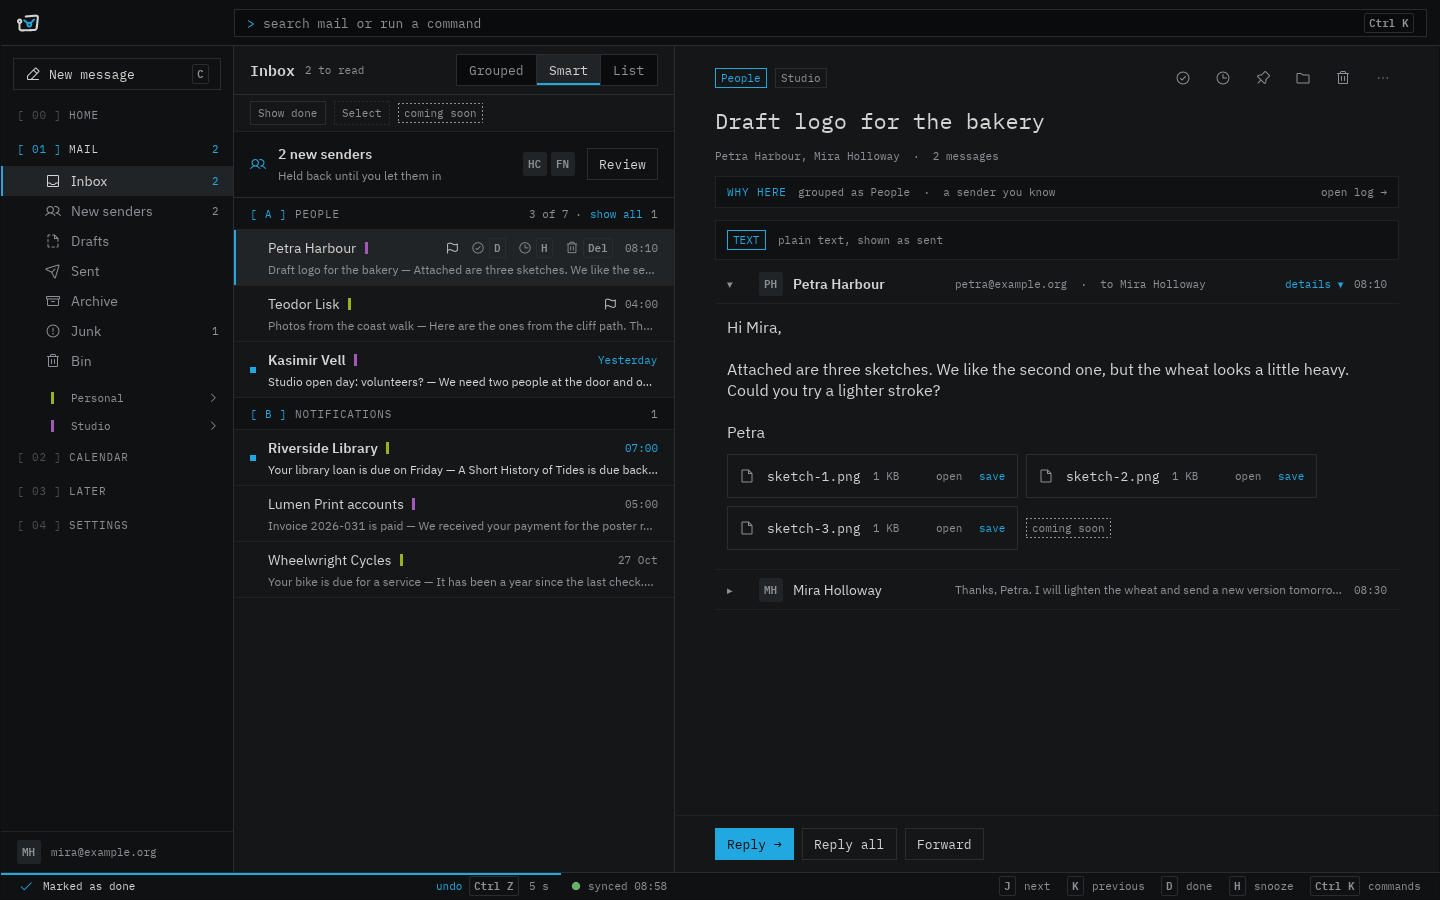 > search mail or run a command Ctrl K
New message C
[ 00 ] HOME
[ 01 ] MAIL 2
Inbox 2
New senders 2
Drafts
Sent
Archive
Junk 1
Bin
Personal
Studio
[ 02 ] CALENDAR
[ 03 ] LATER
[ 04 ] SETTINGS
MH mira@example.org
Inbox 2 to read Grouped Smart List
Show done Select coming soon
2 new senders
Held back until you let them in
HC FN Review
[ A ] PEOPLE 3 of 7 · show all 1
Petra Harbour D H Del 08:10
Draft logo for the bakery — Attached are three sketches. We like the se...
Teodor Lisk 04:00
Photos from the coast walk — Here are the ones from the cliff path. Th...
Kasimir Vell Yesterday
Studio open day: volunteers? — We need two people at the door and o...
[ B ] NOTIFICATIONS 1
Riverside Library 07:00
Your library loan is due on Friday — A Short History of Tides is due back...
Lumen Print accounts 05:00
Invoice 2026-031 is paid — We received your payment for the poster r...
Wheelwright Cycles 27 Oct
Your bike is due for a service — It has been a year since the last check....
People Studio ...
Draft logo for the bakery
Petra Harbour, Mira Holloway · 2 messages
WHY HERE grouped as People · a sender you know open log →
TEXT plain text, shown as sent
▾ PH Petra Harbour petra@example.org · to Mira Holloway details ▾ 08:10
Hi Mira,
Attached are three sketches. We like the second one, but the wheat looks a little heavy.
Could you try a lighter stroke?
Petra
sketch-1.png 1 KB open save sketch-2.png 1 KB open save
sketch-3.png 1 KB open save coming soon
▸ MH Mira Holloway Thanks, Petra. I will lighten the wheat and send a new version tomorro... 08:30
Reply → Reply all Forward
Marked as done undo Ctrl Z 5 s synced 08:58 J next K previous D done H snooze Ctrl K commands